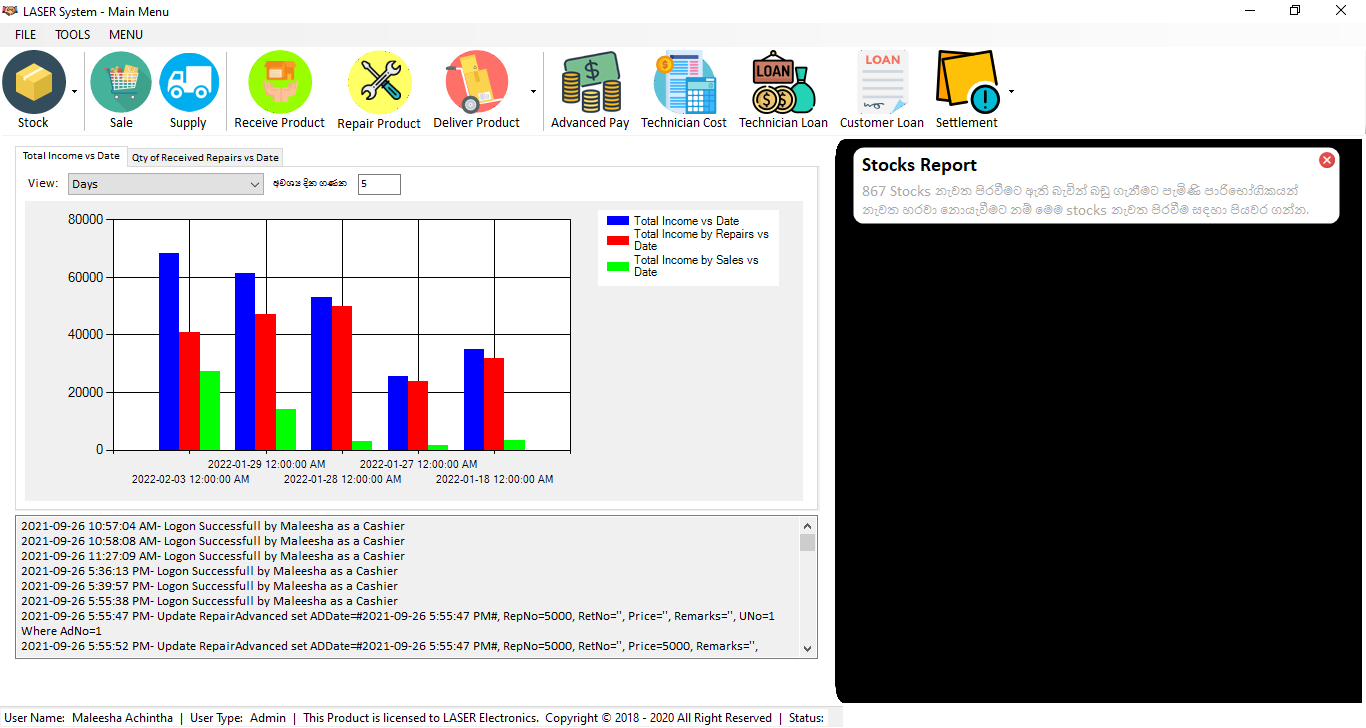 LASER System - Main Menu
FILE TOOLS MENU
Stock Sale Supply Receive Product Repair Product Deliver Product Advanced Pay Technician Cost Technician Loan Customer Loan Settlement
LOAN
LOAN
Total Income vs Date Qty of Received Repairs vs Date
View: Days අවශ්‍ය දින ගණන 5
80000
60000
40000
20000
0
Total Income vs Date
Total Income by Repairs vs
Date
Total Income by Sales vs
Date
2022-01-29 12:00:00 AM 2022-01-27 12:00:00 AM
2022-02-03 12:00:00 AM 2022-01-28 12:00:00 AM 2022-01-18 12:00:00 AM
2021-09-26 10:57:04 AM- Logon Successfull by Maleesha as a Cashier
2021-09-26 10:58:08 AM- Logon Successfull by Maleesha as a Cashier
2021-09-26 11:27:09 AM- Logon Successfull by Maleesha as a Cashier
2021-09-26 5:36:13 PM- Logon Successfull by Maleesha as a Cashier
2021-09-26 5:39:57 PM- Logon Successfull by Maleesha as a Cashier
2021-09-26 5:55:38 PM- Logon Successfull by Maleesha as a Cashier
2021-09-26 5:55:47 PM- Update RepairAdvanced set ADDate=#2021-09-26 5:55:47 PM#, RepNo=5000, RetNo='', Price='', Remarks='', UNo=1
Where AdNo=1
2021-09-26 5:55:52 PM- Update RepairAdvanced set ADDate=#2021-09-26 5:55:47 PM#, RepNo=5000, RetNo='', Price=5000, Remarks='',
Stocks Report
867 Stocks නැවත පිරවීමට ඇති බැවින් බඩු ගැනීමට පැමිණි පාරිභෝගිකයන්
නැවත හරවා නොයැවීමට නම් මෙම stocks නැවත පිරවීම සඳහා පියවර ගන්න.
User Name: Maleesha Achintha | User Type: Admin | This Product is licensed to LASER Electronics. Copyright © 2018 - 2020 All Right Reserved | Status: